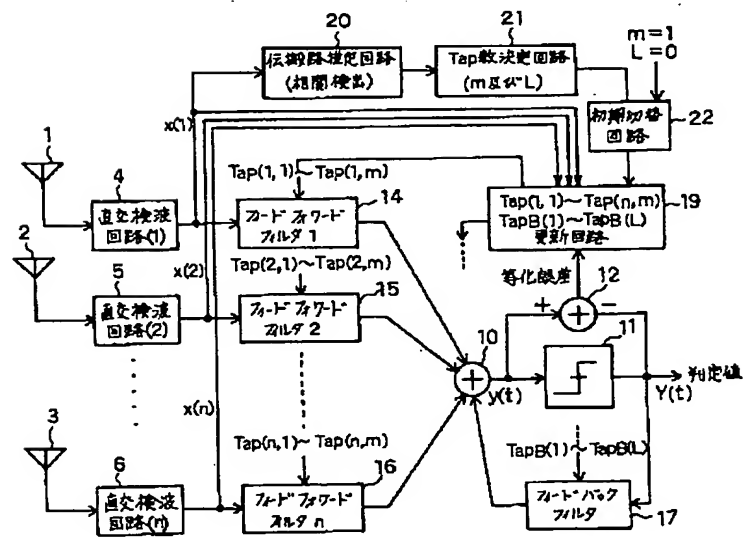 20
21
伝搬路推定回路
(相関検出)
Tap数決定回路
(m及びL)
m=1
L=0
初期切替
回路
22
1
x(1)
4
直交検波
回路(1)
Tap(1,1)~Tap(1,m)
14
フィードフォワード
フィルタ1
Tap(1,1)~Tap(n,m)
TapB(1)~TapB(L)
更新回路
19
2
5
直交検波
回路(2)
x(2)
Tap(2,1)~Tap(2,m)
15
フィードフォワード
フィルタ2
等化誤差
12
+
−
+
10
+
y(t)
11
判定値
Y(t)
3
x(n)
6
直交検波
回路(n)
Tap(n,1)~Tap(n,m)
16
フィードフォワード
フィルタn
TapB(1)~TapB(L)
フィードバック
フィルタ
17